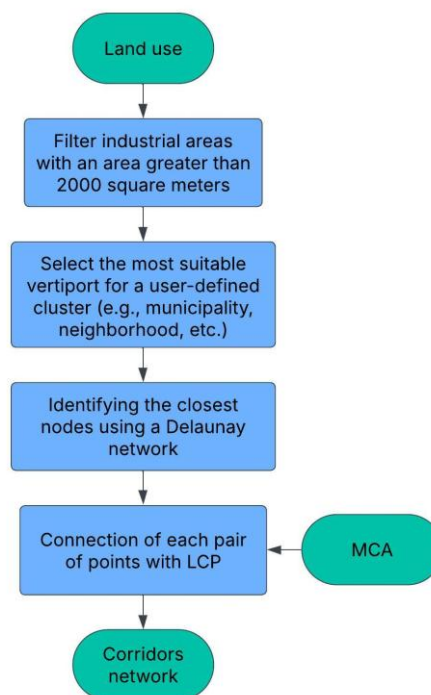 Land use
Filter industrial areas
with an area greater than
2000 square meters
Select the most suitable
vertiport for a user-defined
cluster (e.g., municipality,
neighborhood, etc.)
Identifying the closest
nodes using a Delaunay
network
Connection of each pair
of points with LCP
MCA
Corridors
network